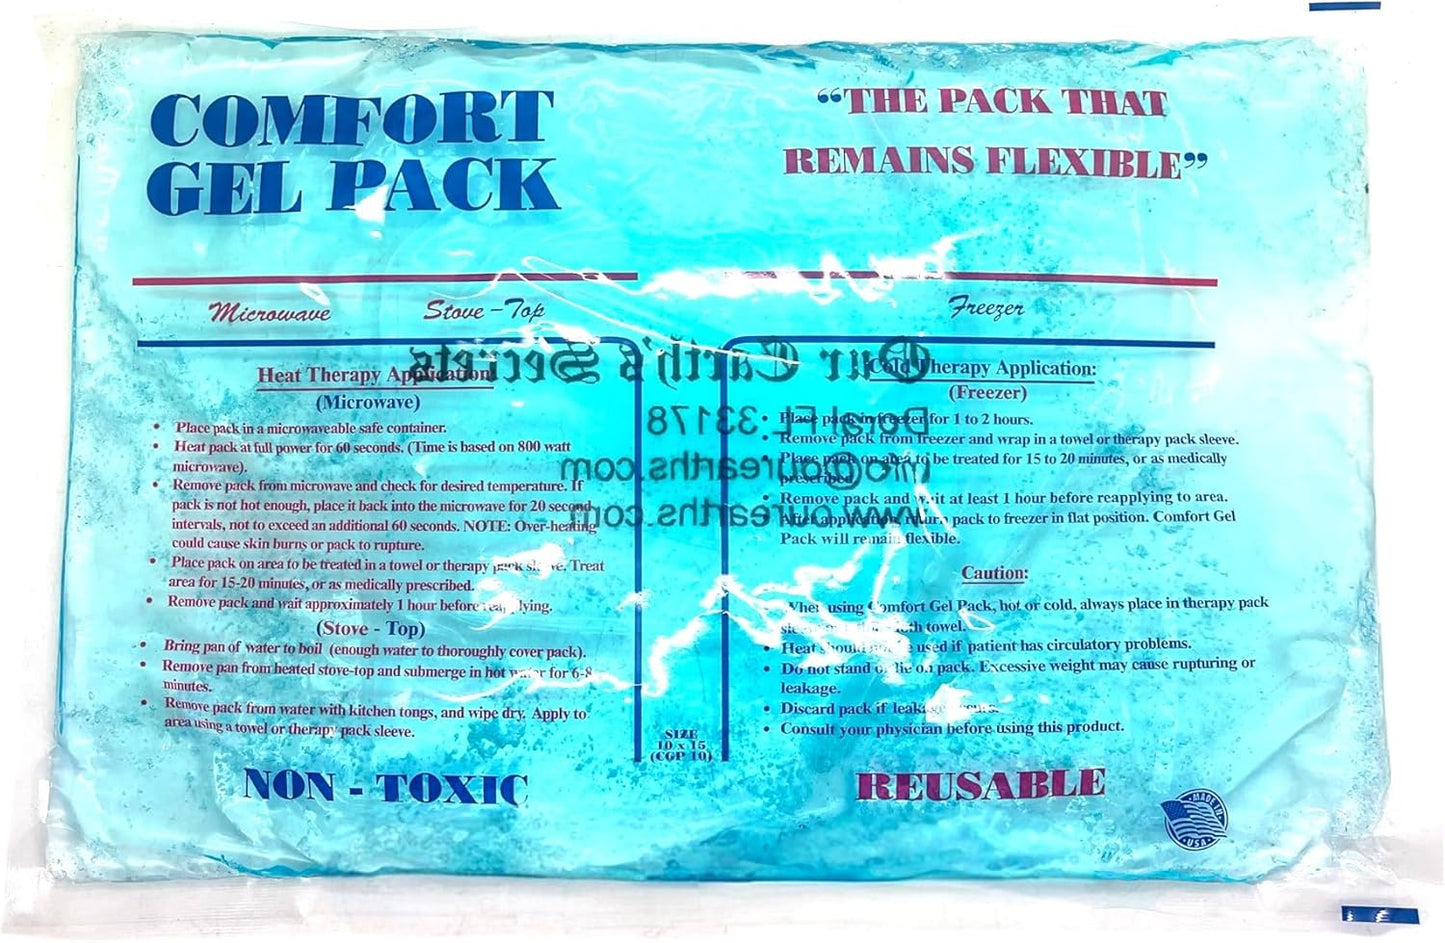 COMFORT
GEL PACK
“THE PACK THAT
REMAINS FLEXIBLE”
Microwave Stove - Top
Freezer
Heat Therapy Application
(Microwave)
• Place pack in a microwaveable safe container.
• Heat pack at full power for 60 seconds. (Time is based on 800 watt
microwave).
• Remove pack from microwave and check for desired temperature. If
pack is not hot enough, place it back into the microwave for 20 second
intervals, not to exceed an additional 60 seconds. NOTE: Over-heating
could cause skin burns or pack to rupture.
• Place pack on area to be treated in a towel or therapy pack Treat
area for 15-20 minutes, or as medically prescribed.
• Remove pack and wait approximately 1 hour before
(Stove - Top)
• Bring pan of water to boil (enough water to thoroughly cover pack).
• Remove pan from heated stove-top and submerge in hot water for 6-8
minutes.
• Remove pack from water with kitchen tongs, and wipe dry. Apply to
area using a towel or therapy pack sleeve.
NON - TOXIC
SIZE
10 x 15
(CGP 10)
Cold Therapy Application:
(Freezer)
• Place pack in freezer for 1 to 2 hours.
• Remove pack from freezer and wrap in a towel or therapy pack sleeve.
• Place pack on area to be treated for 15 to 20 minutes, or as medically
prescribed
• Remove pack and wait at least 1 hour before reapplying to area.
• After application, return pack to freezer in flat position. Comfort Gel
Pack will remain flexible.
Caution:
• When using Comfort Gel Pack, hot or cold, always place in therapy pack
towel.
• Heat should not be used if patient has circulatory problems.
• Do not stand or lie on pack. Excessive weight may cause rupturing or
leakage.
• Discard pack if leakage occurs.
• Consult your physician before using this product.
REUSABLE
MADE IN
USA
Our Earth's Secrets
Doral FL 33178
info@ourearths.com
www.ourearths.com